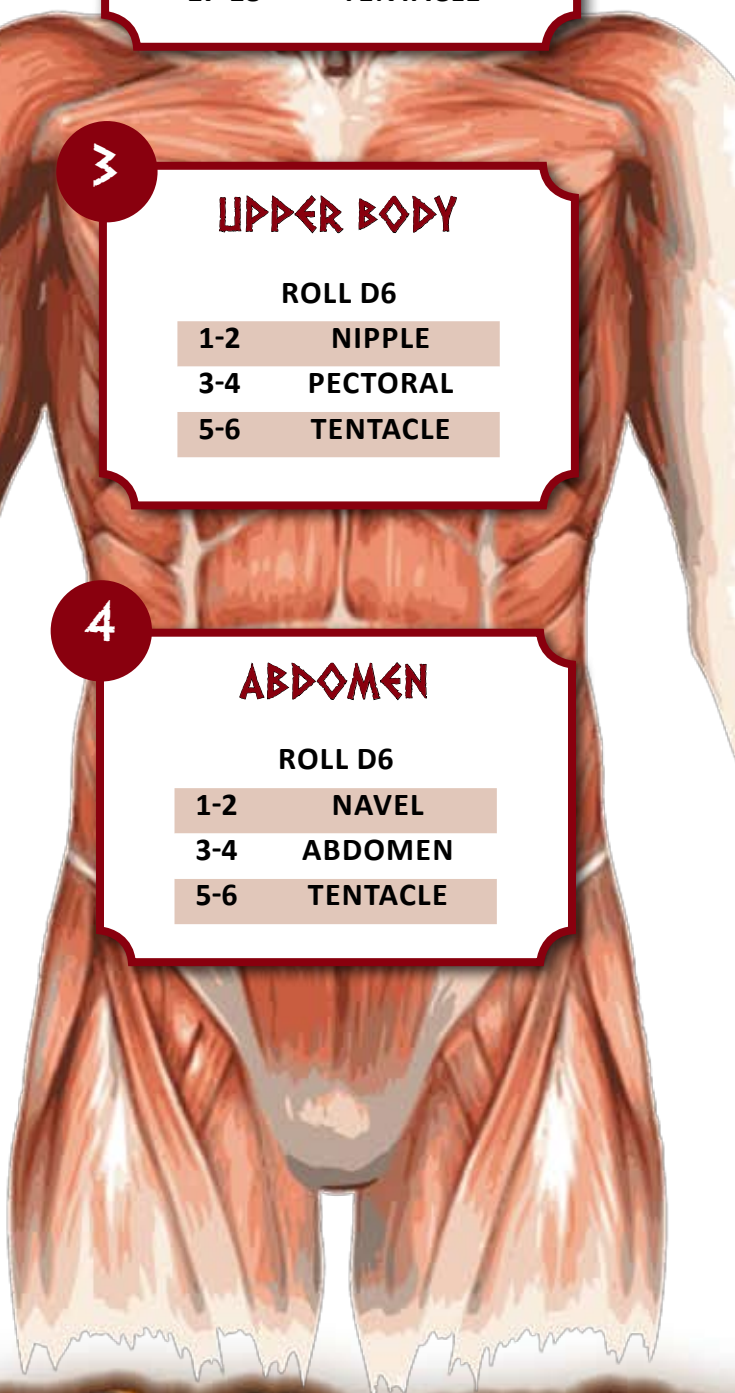 TENTACLE
3
UPPER BODY
ROLL D6
1-2 NIPPLE
3-4 PECTORAL
5-6 TENTACLE
4
ABDOMEN
ROLL D6
1-2 NAVEL
3-4 ABDOMEN
5-6 TENTACLE